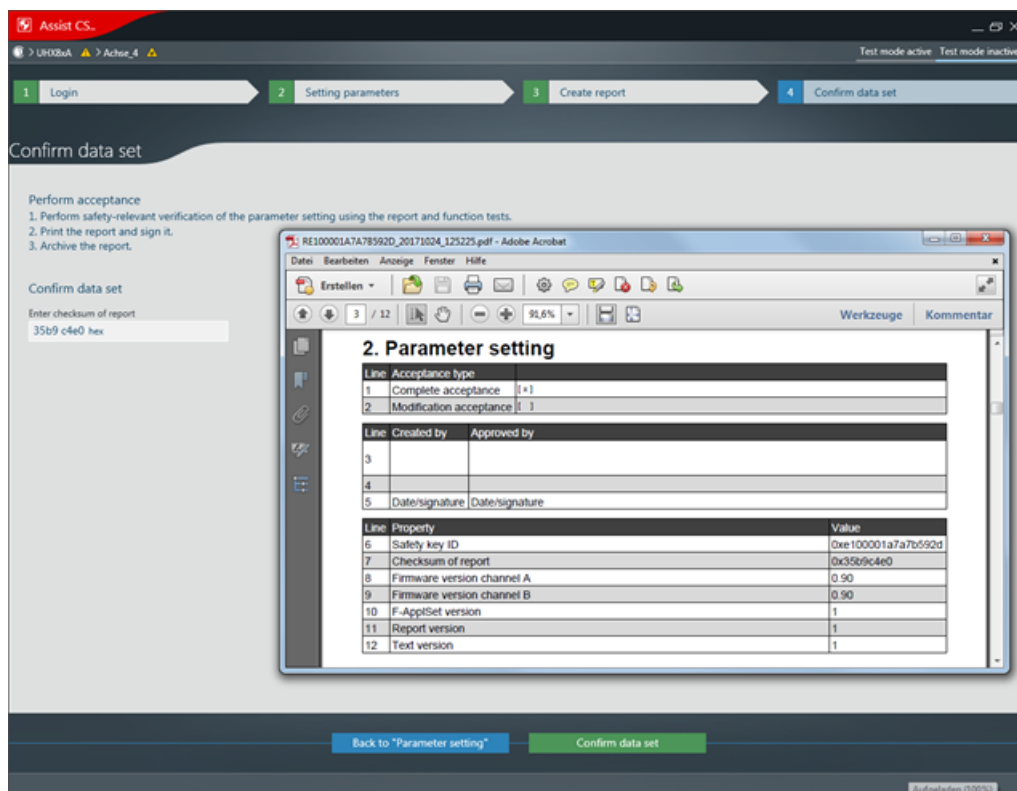 Assist CS..
> UHX8xA > Achse_4
Test mode active Test mode inactive
1 Login
2 Setting parameters
3 Create report
4 Confirm data set
Confirm data set
Perform acceptance
1. Perform safety-relevant verification of the parameter setting using the report and function tests.
2. Print the report and sign it.
3. Archive the report.
Confirm data set
Enter checksum of report
35b9 c4e0 hex
RE100001A7A7B592D_20171024_125225.pdf - Adobe Acrobat
Datei Bearbeiten Anzeige Fenster Hilfe
Erstellen
3 / 12 91,6% Werkzeuge Kommentar
2. Parameter setting
Line Acceptance type
1 Complete acceptance [x]
2 Modification acceptance [ ]
Line Created by Approved by
3
4
5 Date/signature Date/signature
Line Property Value
6 Safety key ID 0xe100001a7a7b592d
7 Checksum of report 0x35b9c4e0
8 Firmware version channel A 0.90
9 Firmware version channel B 0.90
10 F-ApplSet version 1
11 Report version 1
12 Text version 1
Back to "Parameter setting"
Confirm data set
Aufgeladen (100%)